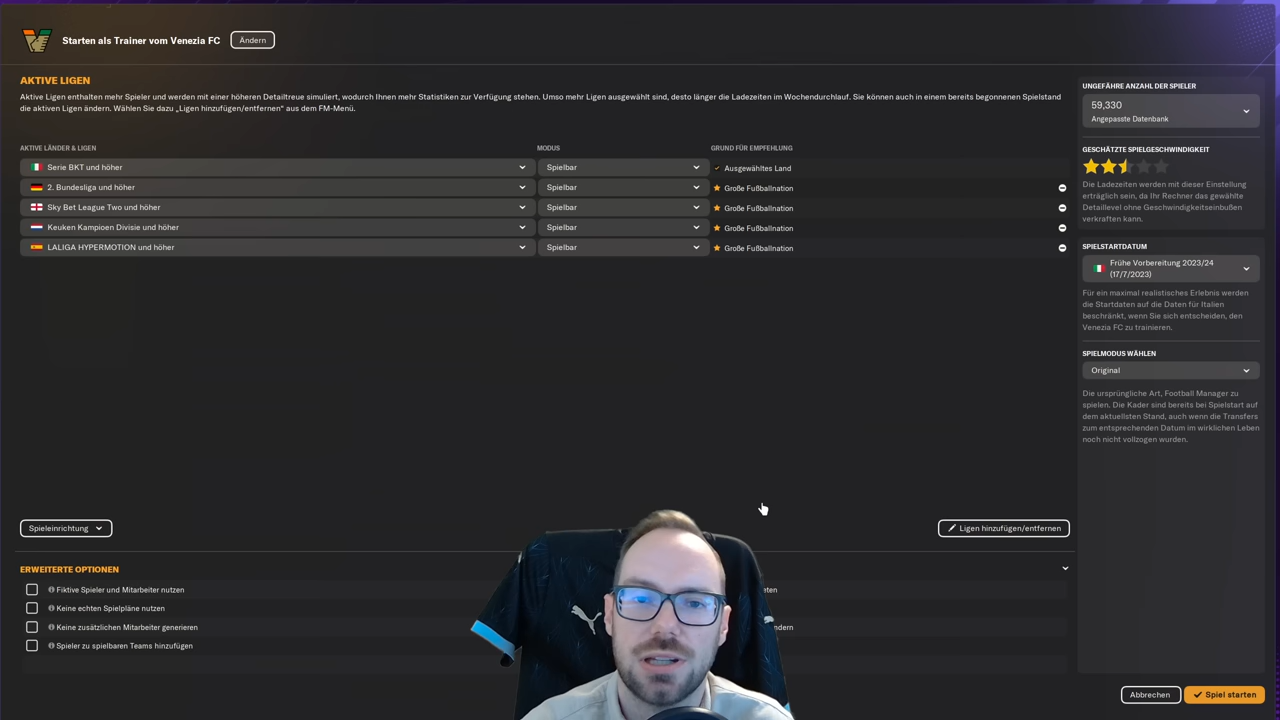 Starten als Trainer vom Venezia FC
Ändern
AKTIVE LIGEN
Aktive Ligen enthalten mehr Spieler und werden mit einer höheren Detailtreue simuliert, wodurch Ihnen mehr Statistiken zur Verfügung stehen. Umso mehr Ligen ausgewählt sind, desto länger die Ladezeiten im Wochendurchlauf. Sie können auch in einem bereits begonnenen Spielstand
die aktiven Ligen ändern. Wählen Sie dazu „Ligen hinzufügen/entfernen“ aus dem FM-Menü.
AKTIVE LÄNDER & LIGEN MODUS GRUND FÜR EMPFEHLUNG
Serie BKT und höher Spielbar Ausgewähltes Land
2. Bundesliga und höher Spielbar Große Fußballnation
Sky Bet League Two und höher Spielbar Große Fußballnation
Keuken Kampioen Divisie und höher Spielbar Große Fußballnation
LALIGA HYPERMOTION und höher Spielbar Große Fußballnation
Spieleinrichtung
Ligen hinzufügen/entfernen
ERWEITERTE OPTIONEN
Fiktive Spieler und Mitarbeiter nutzen
Keine echten Spielpläne nutzen
Keine zusätzlichen Mitarbeiter generieren
Spieler zu spielbaren Teams hinzufügen
UNGEFÄHRE ANZAHL DER SPIELER
59,330
Angepasste Datenbank
GESCHÄTZTE SPIELGESCHWINDIGKEIT
Die Ladezeiten werden mit dieser Einstellung
erträglich sein, da Ihr Rechner das gewählte
Detaillevel ohne Geschwindigkeitseinbußen
verkraften kann.
SPIELSTARTDATUM
Frühe Vorbereitung 2023/24
(17/7/2023)
Für ein maximal realistisches Erlebnis werden
die Startdaten auf die Daten für Italien
beschränkt, wenn Sie sich entscheiden, den
Venezia FC zu trainieren.
SPIELMODUS WÄHLEN
Original
Die ursprüngliche Art, Football Manager zu
spielen. Die Kader sind bereits bei Spielstart auf
dem aktuellsten Stand, auch wenn die Transfers
zum entsprechenden Datum im wirklichen Leben
noch nicht vollzogen wurden.
Abbrechen
Spiel starten